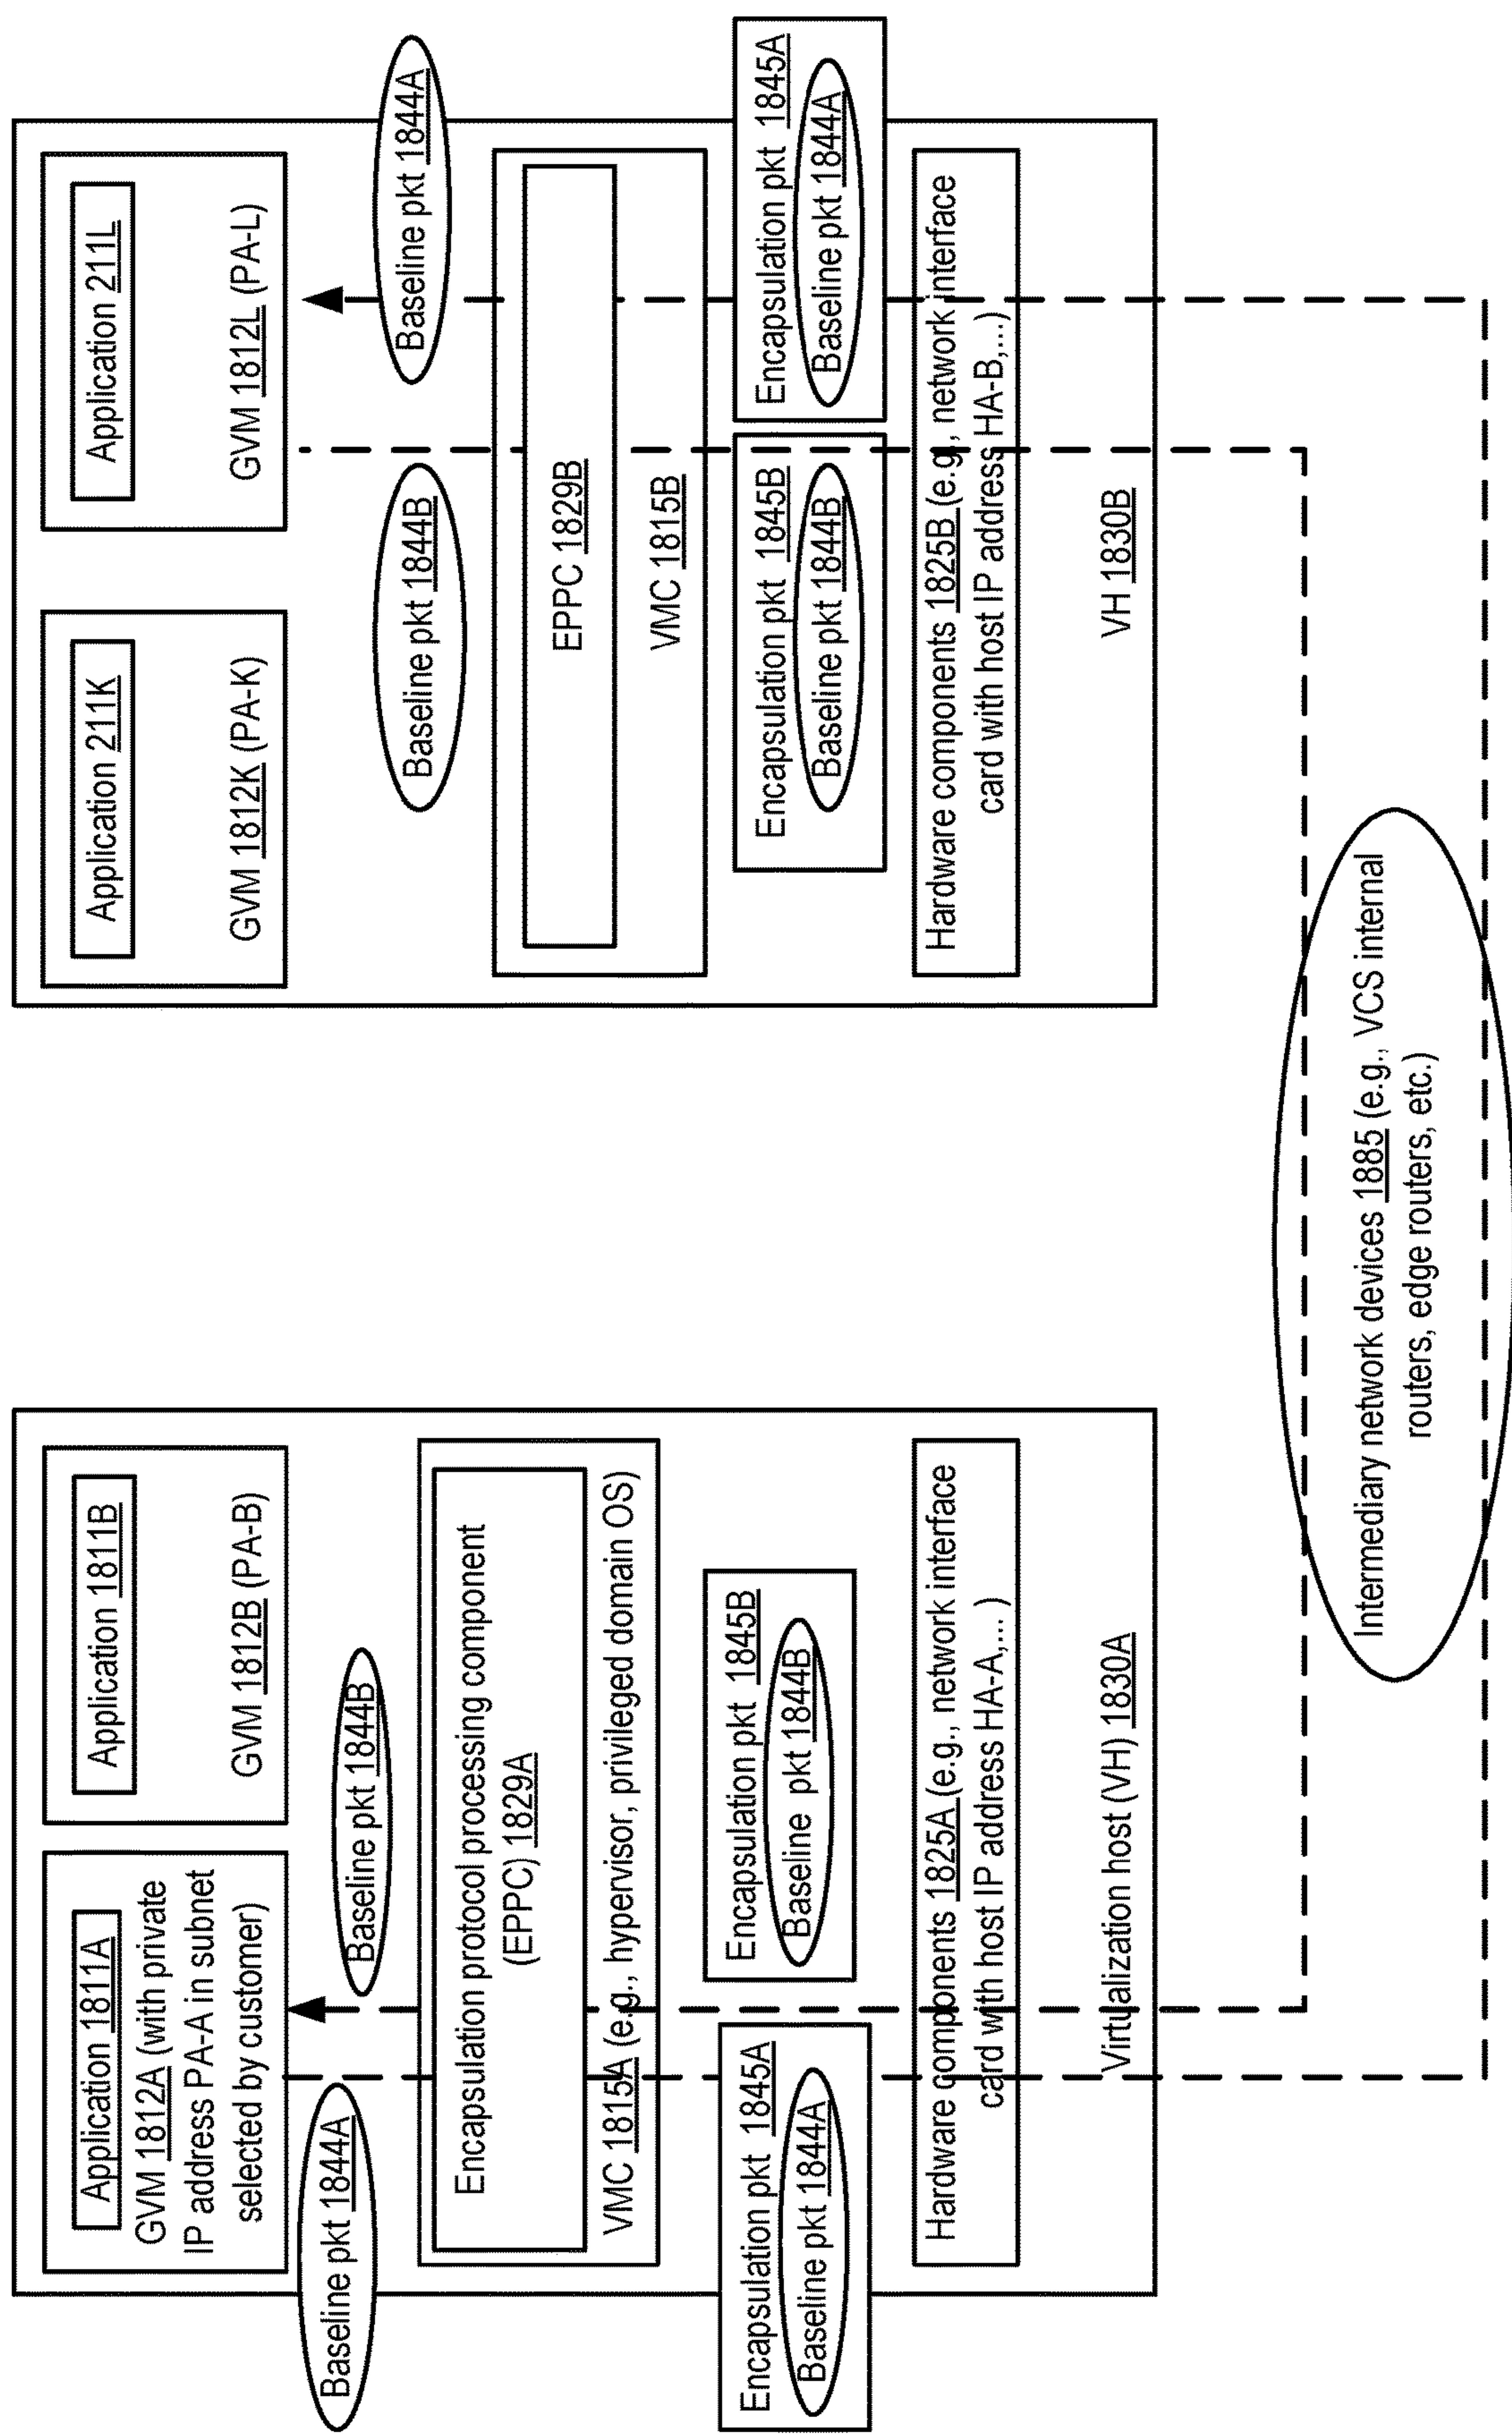 Application 1811A
GVM 1812A (with private
IP address PA-A in subnet
selected by customer)
Application 1811B
GVM 1812B (PA-B)
Baseline pkt 1844A
Baseline pkt 1844B
Encapsulation protocol processing component
(EPPC) 1829A
VMC 1815A (e.g., hypervisor, privileged domain OS)
Encapsulation pkt 1845A
Baseline pkt 1844A
Encapsulation pkt 1845B
Baseline pkt 1844B
Hardware components 1825A (e.g., network interface
card with host IP address HA-A,... )
Virtualization host (VH) 1830A
Application 211K
GVM 1812K (PA-K)
Application 211L
GVM 1812L (PA-L)
Baseline pkt 1844B
Baseline pkt 1844A
EPPC 1829B
VMC 1815B
Encapsulation pkt 1845B
Baseline pkt 1844B
Encapsulation pkt 1845A
Baseline pkt 1844A
Hardware components 1825B (e.g., network interface
card with host IP address HA-B,...)
VH 1830B
Intermediary network devices 1885 (e.g., VCS internal
routers, edge routers, etc.)